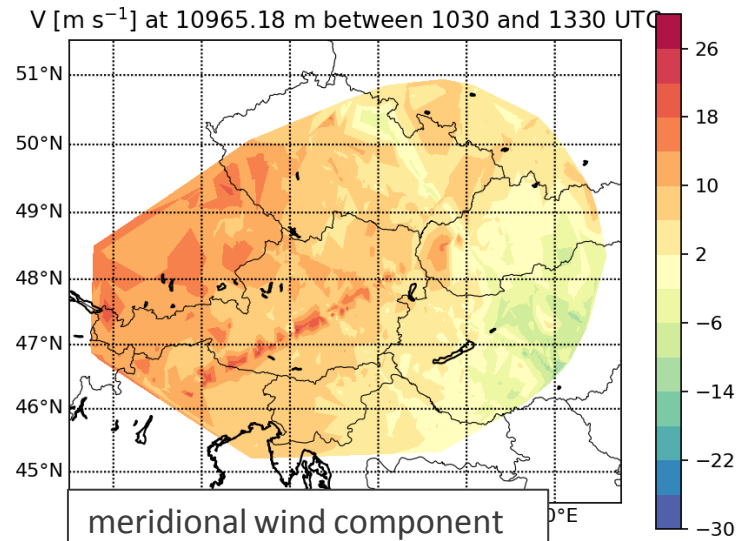 V [m s⁻¹] at 10965.18 m between 1030 and 1330 UTC
51°N
50°N
49°N
48°N
47°N
46°N
45°N
0°E
26
18
10
2
−6
−14
−22
−30
meridional wind component